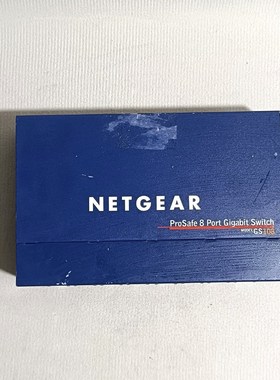 NETGEAR
ProSafe 8 Port Gigabit Switch
MODEL GS108